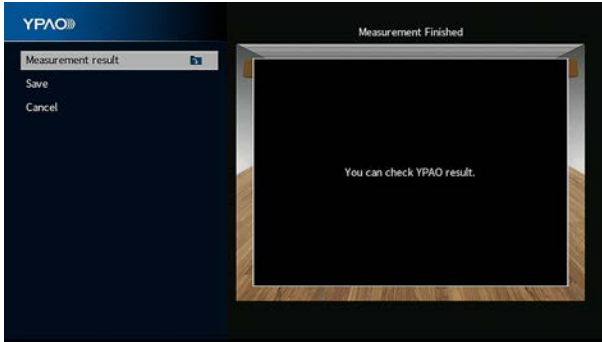 YPAO
Measurement Finished
Measurement result
Save
Cancel
You can check YPAO result.